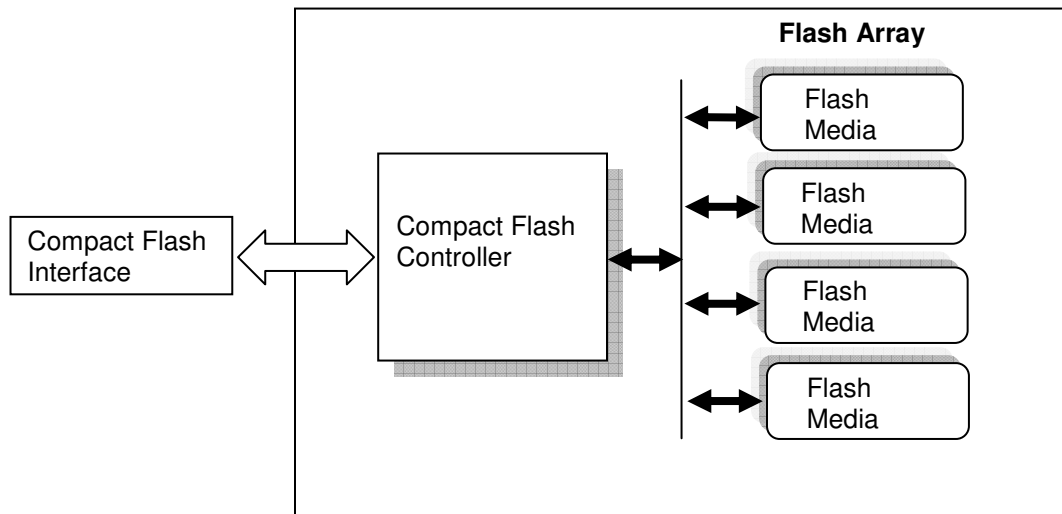 Flash Array
Flash
Media
Flash
Media
Compact Flash
Controller
Compact Flash
Interface
Flash
Media
Flash
Media